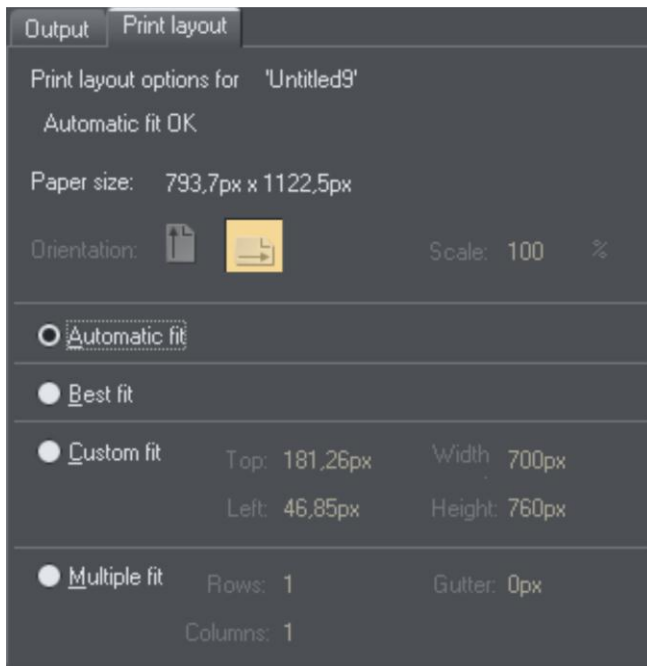 Output Print layout
Print layout options for 'Untitled9'
Automatic fit OK
Paper size: 793,7px x 1122,5px
Orientation: Scale: 100 %
Automatic fit
Best fit
Custom fit Top: 181,26px Width 700px
Left: 46,85px Height: 760px
Multiple fit Rows: 1 Gutter: 0px
Columns: 1